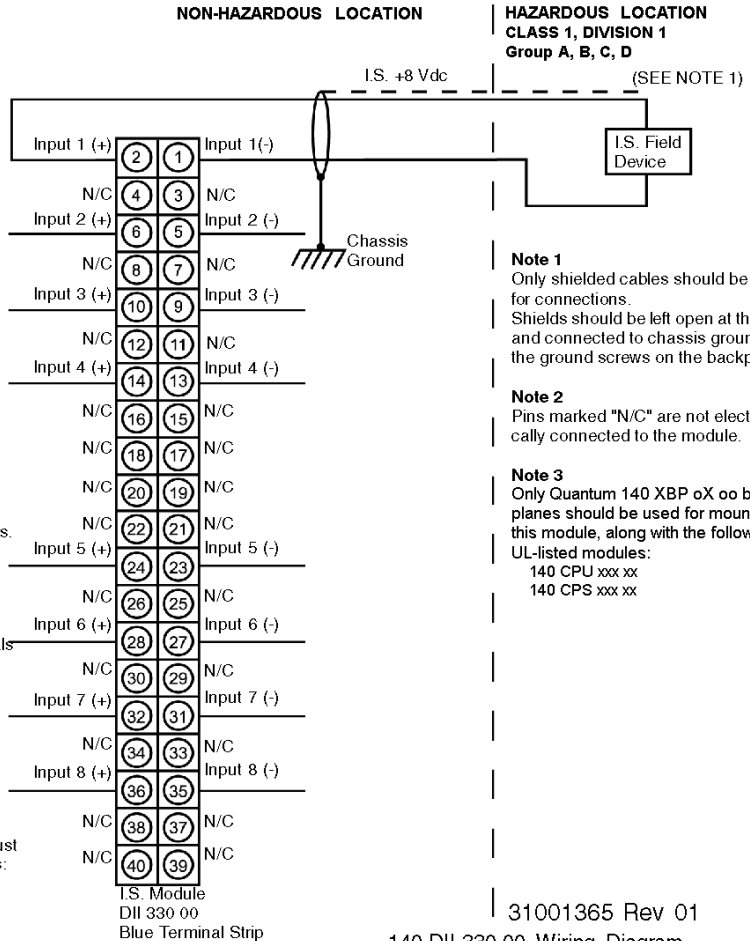 NON-HAZARDOUS LOCATION
HAZARDOUS LOCATION
CLASS 1, DIVISION 1
Group A, B, C, D
I.S. +8 Vdc
(SEE NOTE 1)
I.S. Field
Device
Input 1 (+) 2 1 Input 1(-)
N/C 4 3 N/C
Input 2 (+) 6 5 Input 2 (-)
N/C 8 7 N/C
Input 3 (+) 10 9 Input 3 (-)
N/C 12 11 N/C
Input 4 (+) 14 13 Input 4 (-)
N/C 16 15 N/C
N/C 18 17 N/C
N/C 20 19 N/C
N/C 22 21 N/C
Input 5 (+) 24 23 Input 5 (-)
N/C 26 25 N/C
Input 6 (+) 28 27 Input 6 (-)
N/C 30 29 N/C
Input 7 (+) 32 31 Input 7 (-)
N/C 34 33 N/C
Input 8 (+) 36 35 Input 8 (-)
N/C 38 37 N/C
N/C 40 39 N/C
Chassis
Ground
I.S. Module
DII 330 00
Blue Terminal Strip
Note 1
Only shielded cables should be
for connections.
Shields should be left open at th
and connected to chassis groun
the ground screws on the backp
Note 2
Pins marked "N/C" are not elect
cally connected to the module.
Note 3
Only Quantum 140 XBP oX oo b
planes should be used for moun
this module, along with the follow
UL-listed modules:
140 CPU xxx xx
140 CPS xxx xx
31001365 Rev 01
140 DII 330 00 Wiring Diagram